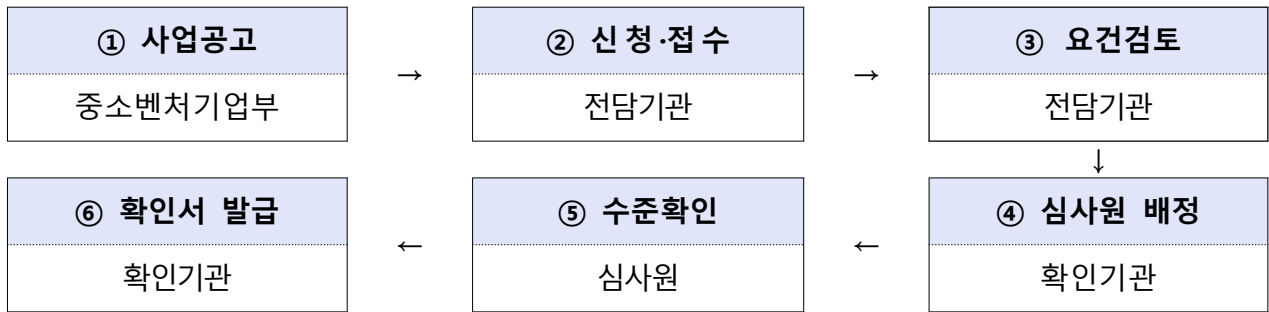 ① 사업공고
중소벤처기업부
→
② 신청·접수
전담기관
→
③ 요건검토
전담기관
↓
④ 심사원 배정
확인기관
←
⑤ 수준확인
심사원
←
⑥ 확인서 발급
확인기관